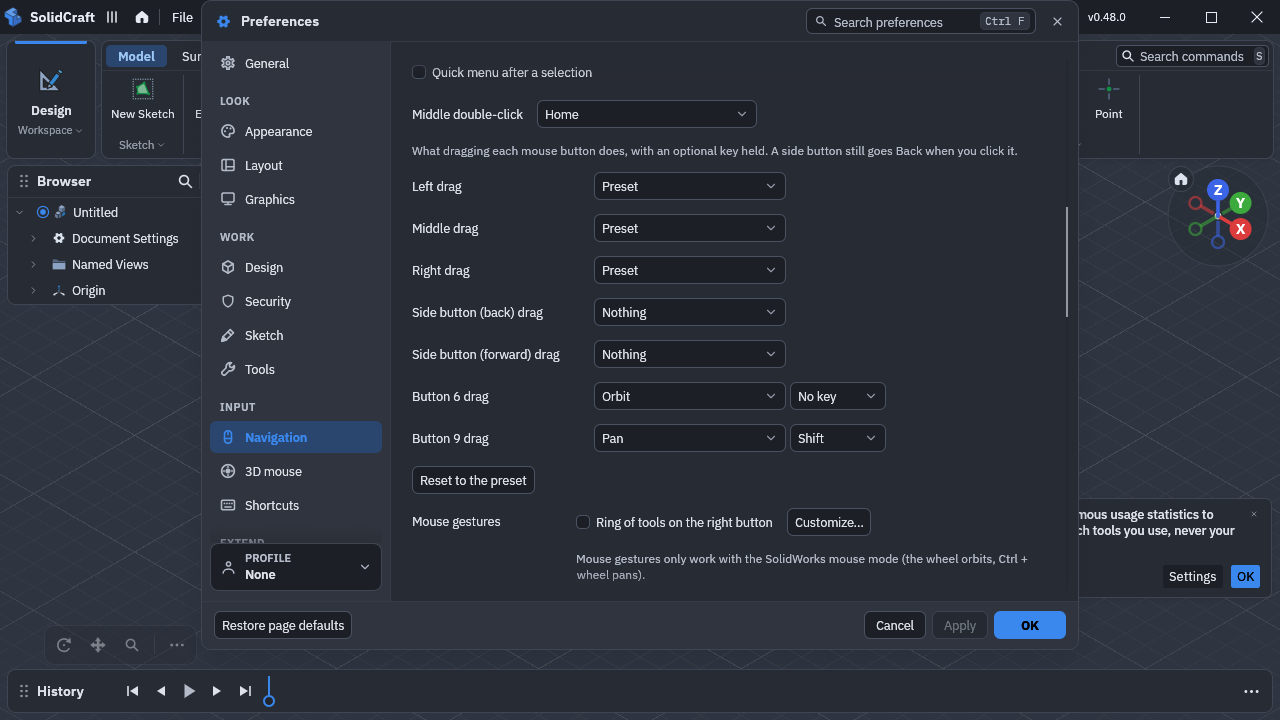 SolidCraft
File
Preferences
Search preferences
Ctrl F
v0.48.0
Model
Design
Workspace
New Sketch
Sketch
Search commands
S
Point
Browser
Untitled
Document Settings
Named Views
Origin
General
LOOK
Appearance
Layout
Graphics
WORK
Design
Security
Sketch
Tools
INPUT
Navigation
3D mouse
Shortcuts
PROFILE
None
Quick menu after a selection
Middle double-click
Home
What dragging each mouse button does, with an optional key held. A side button still goes Back when you click it.
Left drag
Preset
Middle drag
Preset
Right drag
Preset
Side button (back) drag
Nothing
Side button (forward) drag
Nothing
Button 6 drag
Orbit
No key
Button 9 drag
Pan
Shift
Reset to the preset
Mouse gestures
Ring of tools on the right button
Customize...
Mouse gestures only work with the SolidWorks mouse mode (the wheel orbits, Ctrl +
wheel pans).
Restore page defaults
Cancel
Apply
OK
Z
Y
X
usage statistics to
tools you use, never your
Settings
OK
History